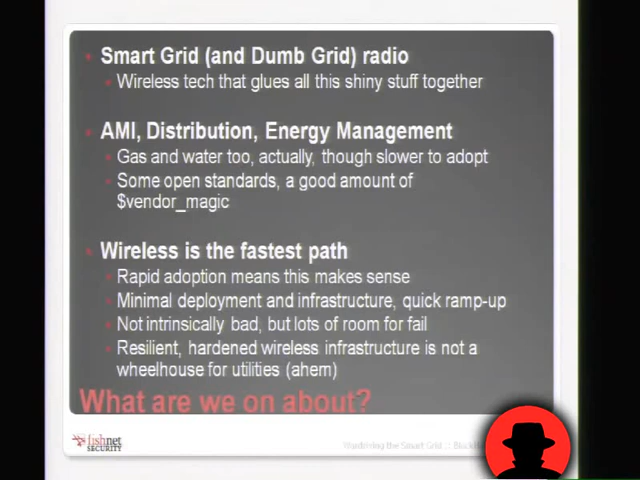 Smart Grid (and Dumb Grid) radio
Wireless tech that glues all this shiny stuff together
AMI, Distribution, Energy Management
Gas and water too, actually, though slower to adopt
Some open standards, a good amount of
$vendor_magic
Wireless is the fastest path
Rapid adoption means this makes sense
Minimal deployment and infrastructure, quick ramp-up
Not intrinsically bad, but lots of room for fail
Resilient, hardened wireless infrastructure is not a
wheelhouse for utilities (ahem)
What are we on about?
fishnet
SECURITY
Wardriving the Smart Grid ::